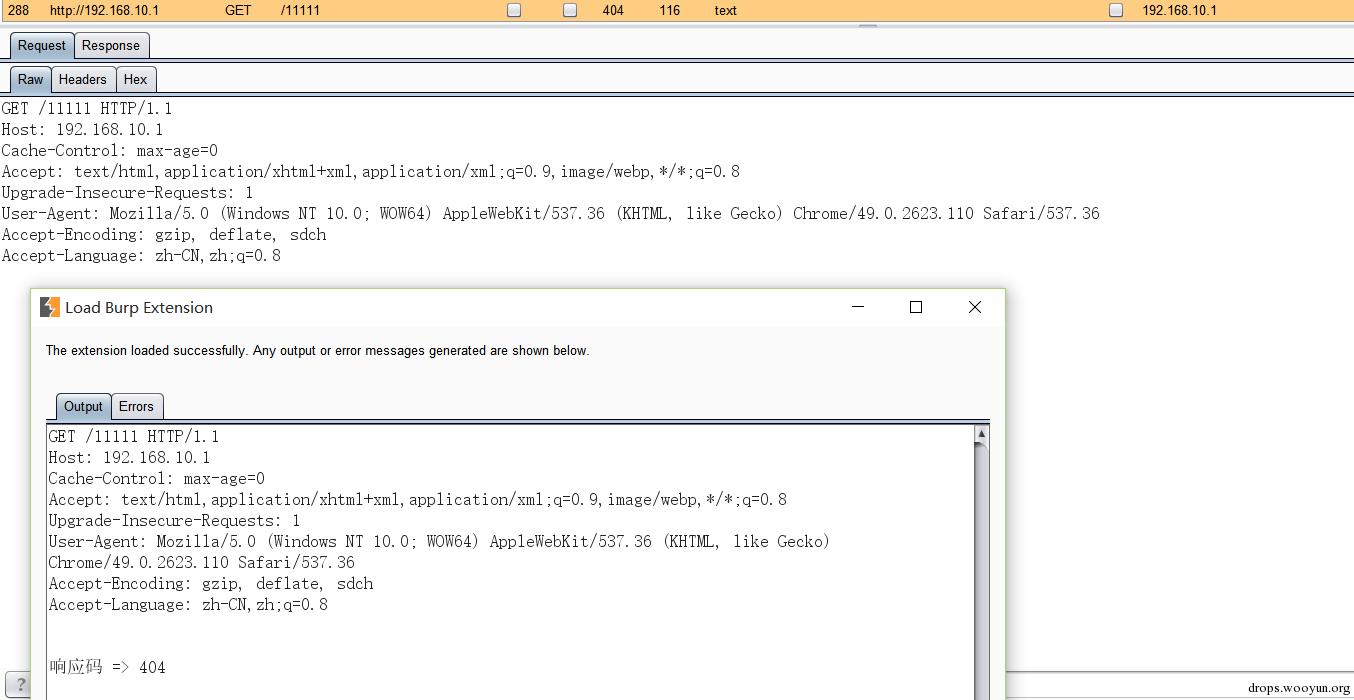 288 http://192.168.10.1 GET /11111 404 116 text 192.168.10.1
Request Response
Raw Headers Hex
GET /11111 HTTP/1.1
Host: 192.168.10.1
Cache-Control: max-age=0
Accept: text/html,application/xhtml+xml,application/xml;q=0.9,image/webp,*/*;q=0.8
Upgrade-Insecure-Requests: 1
User-Agent: Mozilla/5.0 (Windows NT 10.0; WOW64) AppleWebKit/537.36 (KHTML, like Gecko) Chrome/49.0.2623.110 Safari/537.36
Accept-Encoding: gzip, deflate, sdch
Accept-Language: zh-CN,zh;q=0.8
Load Burp Extension
The extension loaded successfully. Any output or error messages generated are shown below.
Output Errors
GET /11111 HTTP/1.1
Host: 192.168.10.1
Cache-Control: max-age=0
Accept: text/html,application/xhtml+xml,application/xml;q=0.9,image/webp,*/*;q=0.8
Upgrade-Insecure-Requests: 1
User-Agent: Mozilla/5.0 (Windows NT 10.0; WOW64) AppleWebKit/537.36 (KHTML, like Gecko)
Chrome/49.0.2623.110 Safari/537.36
Accept-Encoding: gzip, deflate, sdch
Accept-Language: zh-CN,zh;q=0.8
响应码 => 404
?
drops.wooyun.org